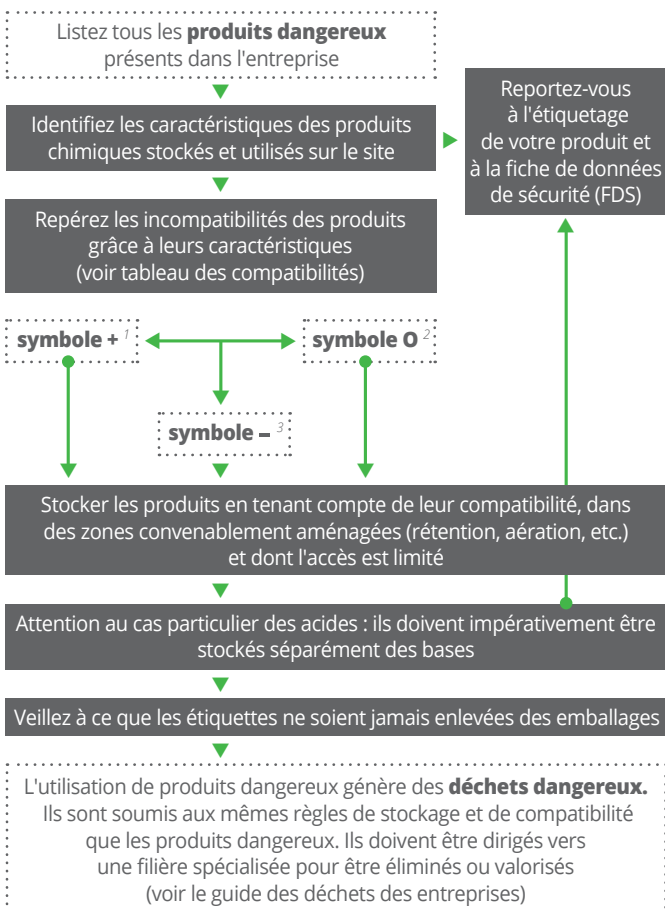 Listez tous les produits dangereux
présents dans l'entreprise
Identifiez les caractéristiques des produits
chimiques stockés et utilisés sur le site
Reportez-vous
à l'étiquetage
de votre produit et
à la fiche de données
de sécurité (FDS)
Repérez les incompatibilités des produits
grâce à leurs caractéristiques
(voir tableau des compatibilités)
symbole + 1
symbole O 2
symbole – 3
Stocker les produits en tenant compte de leur compatibilité, dans
des zones convenablement aménagées (rétention, aération, etc.)
et dont l'accès est limité
Attention au cas particulier des acides : ils doivent impérativement être
stockés séparément des bases
Veillez à ce que les étiquettes ne soient jamais enlevées des emballages
L'utilisation de produits dangereux génère des déchets dangereux.
Ils sont soumis aux mêmes règles de stockage et de compatibilité
que les produits dangereux. Ils doivent être dirigés vers
une filière spécialisée pour être éliminés ou valorisés
(voir le guide des déchets des entreprises)